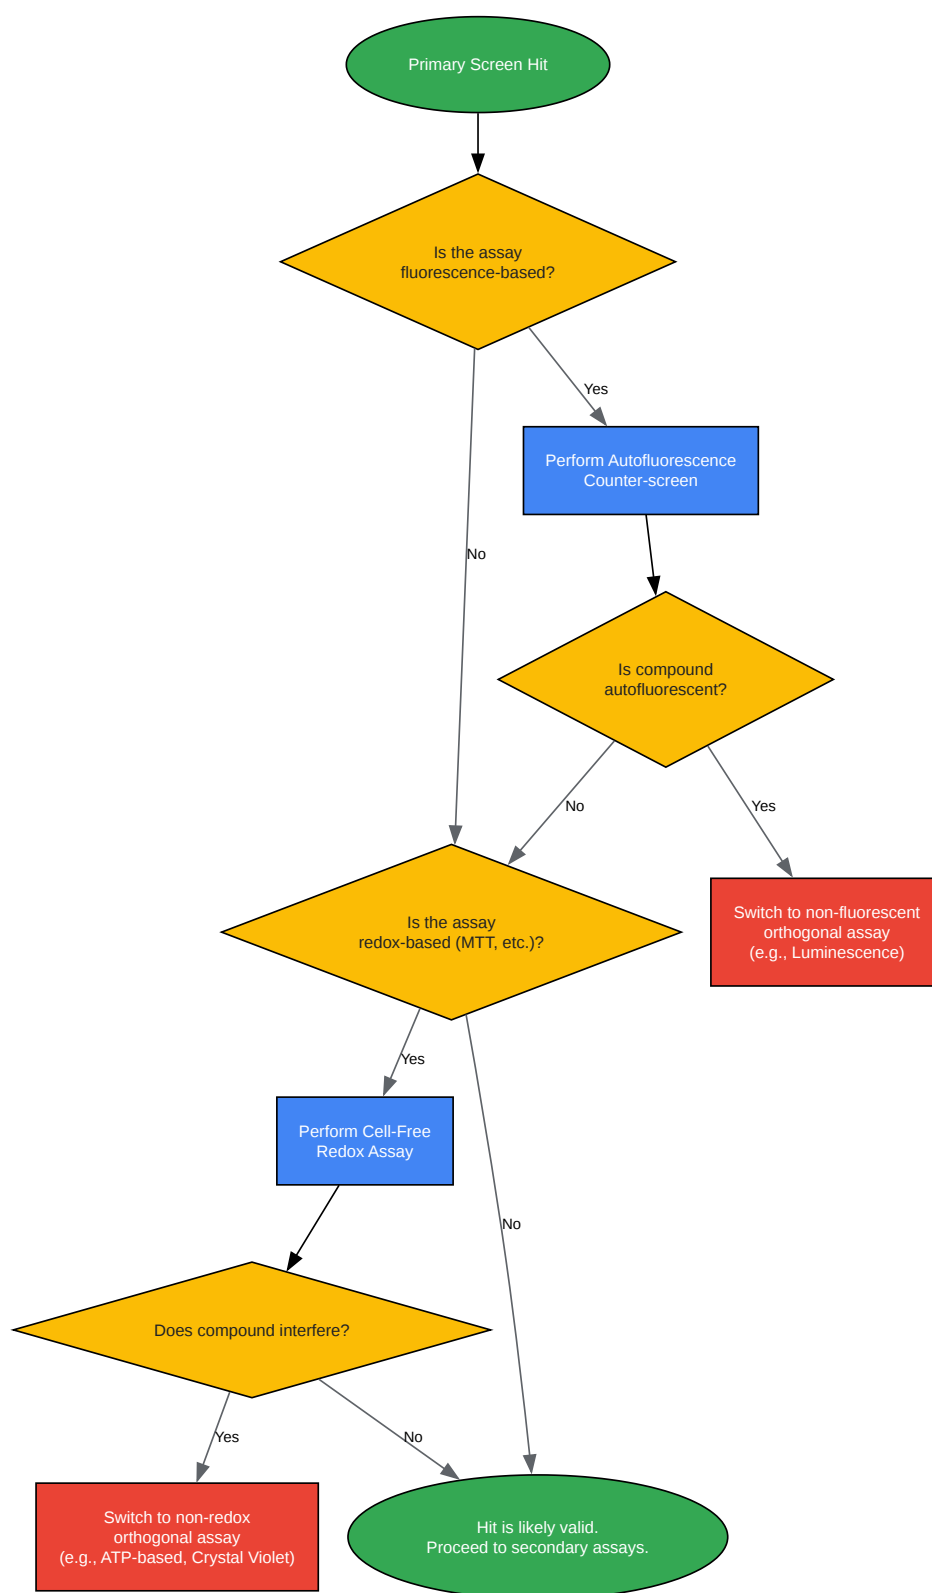 Primary Screen Hit
Is the assay
fluorescence-based?
Yes
Perform Autofluorescence
Counter-screen
No
Is compound
autofluorescent?
No
Yes
Is the assay
redox-based (MTT, etc.)?
Switch to non-fluorescent
orthogonal assay
(e.g., Luminescence)
Yes
Perform Cell-Free
Redox Assay
No
Does compound interfere?
Yes
No
Switch to non-redox
orthogonal assay
(e.g., ATP-based, Crystal Violet)
Hit is likely valid.
Proceed to secondary assays.